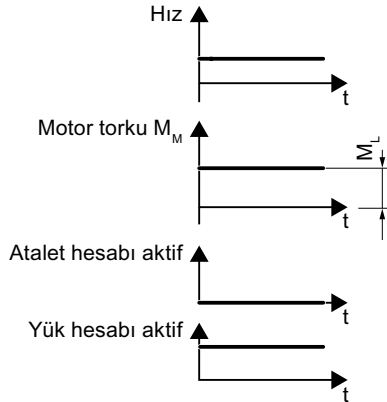 Hız
t
Motor torku M_M
M_L
t
Atalet hesabı aktif
t
Yük hesabı aktif
t